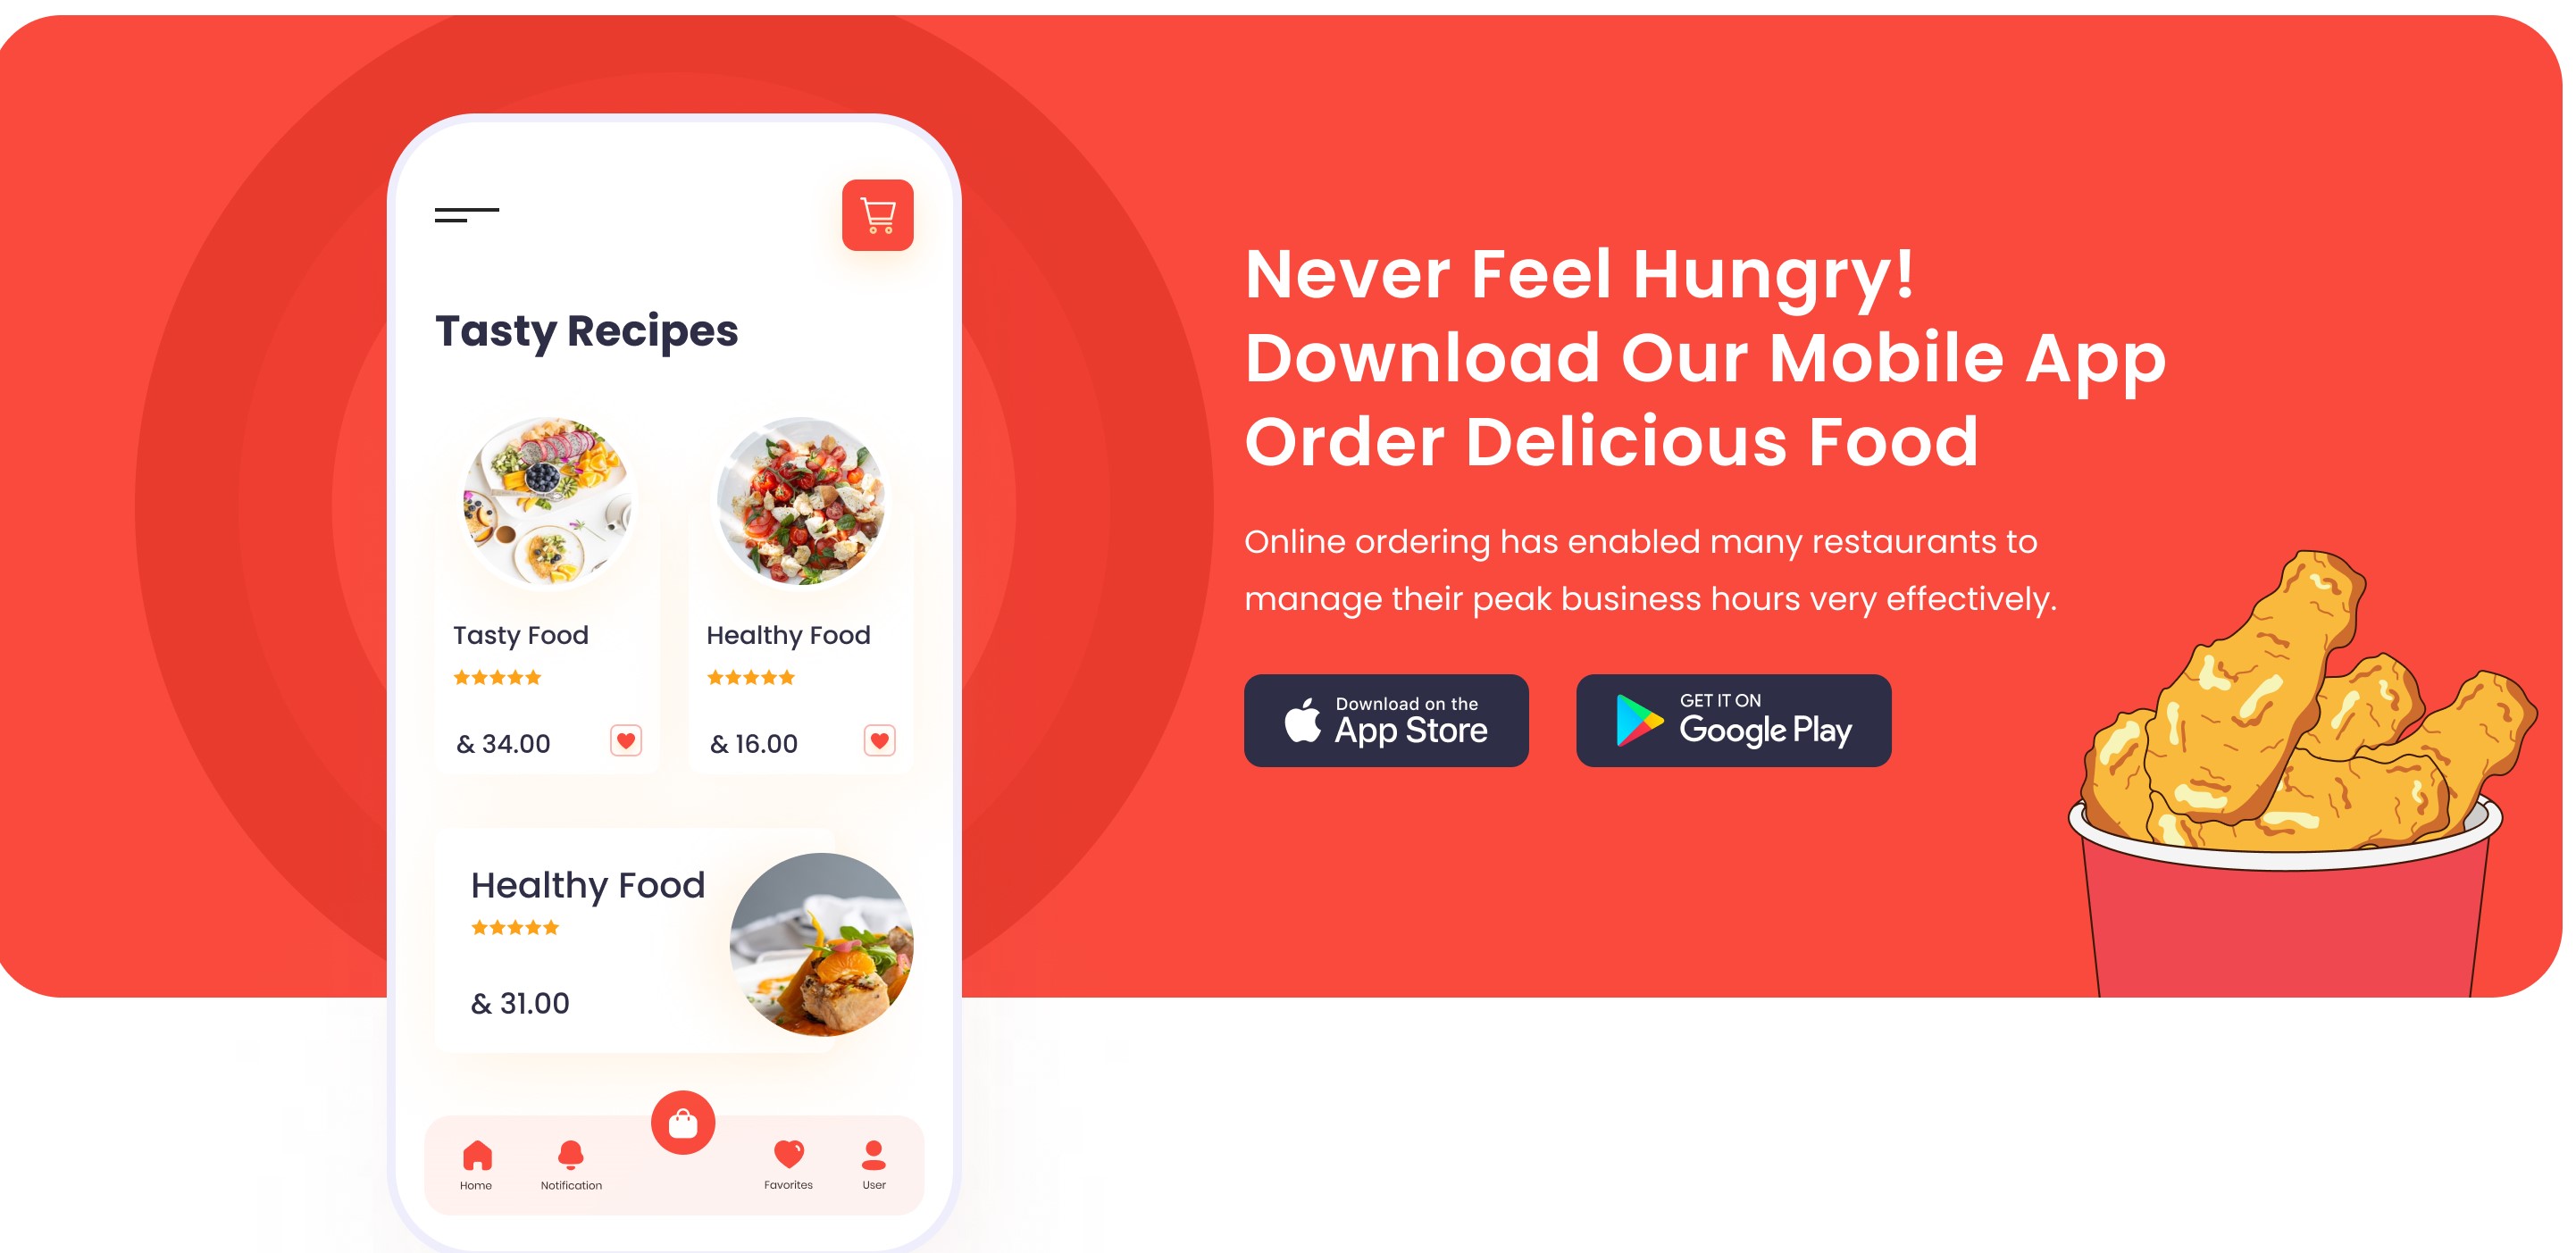 Tasty Recipes
Tasty Food
& 34.00
Healthy Food
& 16.00
Healthy Food
& 31.00
Home
Notification
Favorites
User
Never Feel Hungry!
Download Our Mobile App
Order Delicious Food
Online ordering has enabled many restaurants to
manage their peak business hours very effectively.
Download on the
App Store
GET IT ON
Google Play